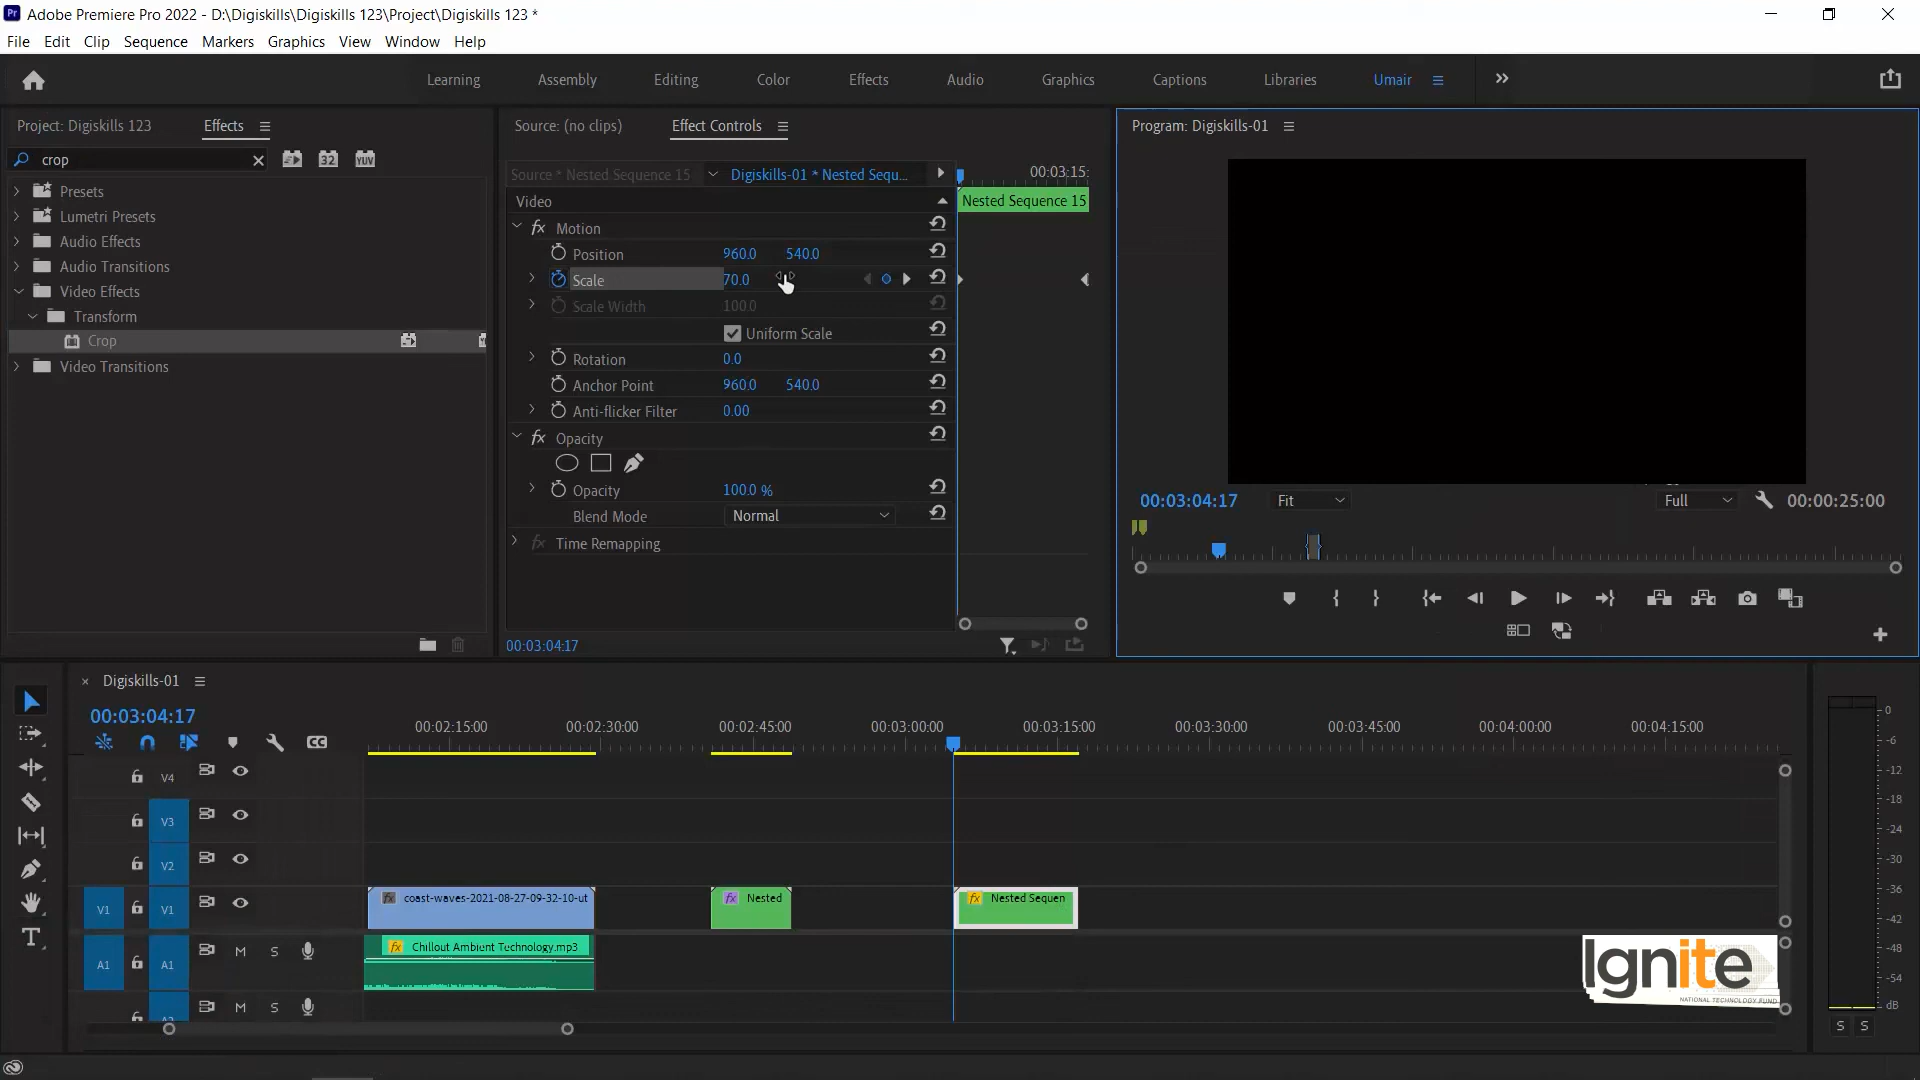 Adobe Premiere Pro 2022 - D:\Digiskills\Digiskills 123\Project\Digiskills 123 *
File Edit Clip Sequence Markers Graphics View Window Help
Learning Assembly Editing Color Effects Audio Graphics Captions Libraries Umair
Project: Digiskills 123 Effects
crop
32 YUV
Presets
Lumetri Presets
Audio Effects
Audio Transitions
Video Effects
Transform
Crop
Video Transitions
Source: (no clips) Effect Controls
Source * Nested Sequence 15 Digiskills-01 * Nested Sequ... 00:03:15:
Video Nested Sequence 15
fx Motion
Position 960.0 540.0
Scale 70.0
Scale Width 100.0
Uniform Scale
Rotation 0.0
Anchor Point 960.0 540.0
Anti-flicker Filter 0.00
fx Opacity
Opacity 100.0 %
Blend Mode Normal
fx Time Remapping
00:03:04:17
Program: Digiskills-01
00:03:04:17 Fit Full 00:00:25:00
Digiskills-01
00:03:04:17
CC
00:02:15:00 00:02:30:00 00:02:45:00 00:03:00:00 00:03:15:00 00:03:30:00 00:03:45:00 00:04:00:00 00:04:15:00
V4
V3
V2
V1 V1 fx coast-waves-2021-08-27-09-32-10-ut fx Nested fx Nested Sequen
A1 A1 M S fx Chillout Ambient Technology.mp3
M S
0
-6
-12
-18
-24
-30
-36
-42
-48
-54
dB
S S
Ignite
NATIONAL TECHNOLOGY FUND